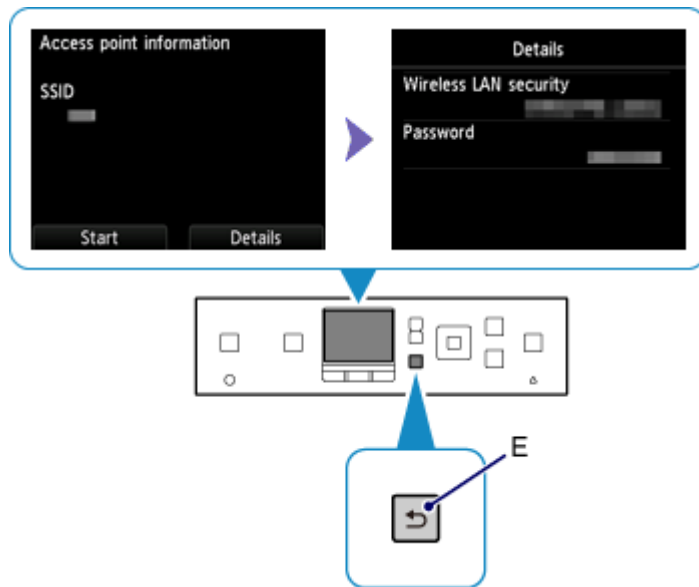 Access point information
SSID
Start
Details
Details
Wireless LAN security
Password
E